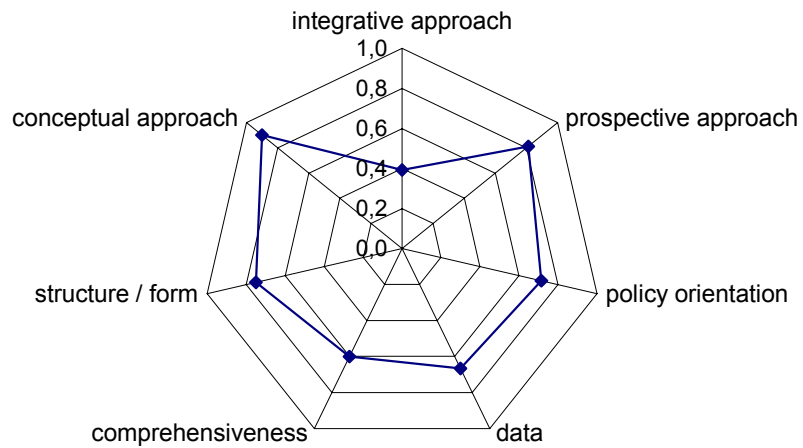 integrative approach
1,0
0,8
conceptual approach
prospective approach
0,6
0,4
0,2
0,0
structure / form
policy orientation
comprehensiveness
data